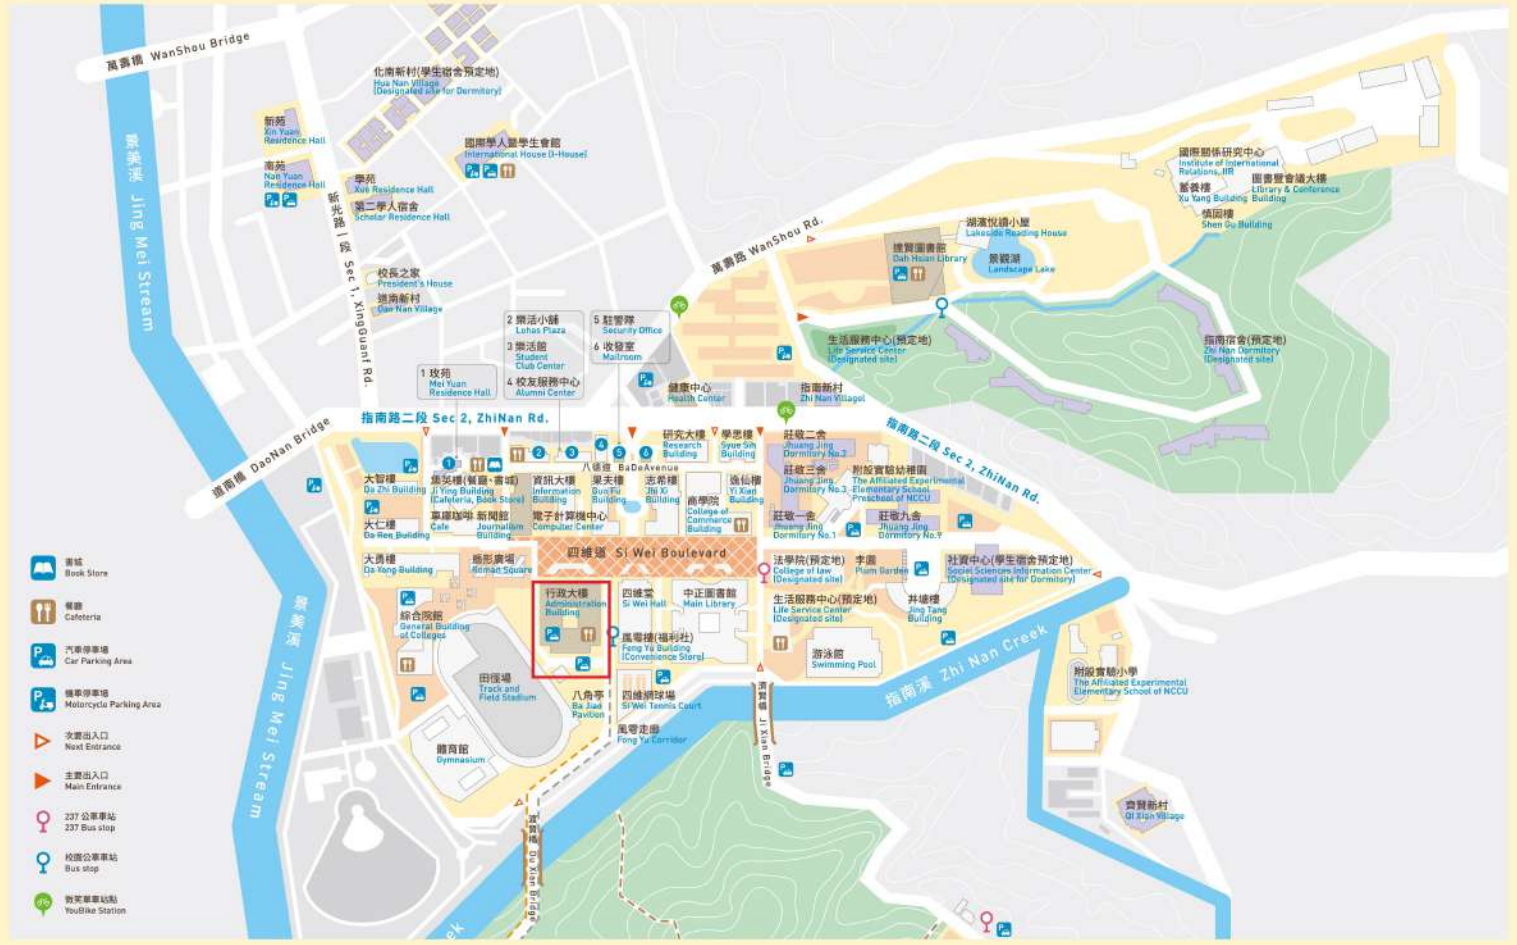 萬壽橋 WanShou Bridge
景美溪 Jing Mei Stream
化南新村(學生宿舍預定地)
Hua Nan Village
(Designated site for Dormitory)
新苑
Xin Yuan
Residence Hall
南苑
Nan Yuan
Residence Hall
國際學人暨學生會館
International House (I-House)
學苑
Xue Residence Hall
第二學人宿舍
Scholar Residence Hall
新光路一段 Sec 1, XingGuanf Rd.
校長之家
President's House
道南新村
Dao Nan Village
萬壽路 WanShou Rd.
國際關係研究中心
Institute of International
Relations, IIR
圖書暨會議大樓
Library & Conference
Building
蓄養樓
Xu Yang Building
慎固樓
Shen Gu Building
湖濱悅讀小屋
Lakeside Reading House
達賢圖書館
Dah Hsian Library
景觀湖
Landscape Lake
生活服務中心(預定地)
Life Service Center
(Designated site)
指南宿舍(預定地)
Zhi Nan Dormitory
(Designated site)
1 玫苑
Mei Yuan
Residence Hall
2 樂活小舖
Lohas Plaza
3 樂活館
Student
Club Center
4 校友服務中心
Alumni Center
5 駐警隊
Security Office
6 收發室
Mailroom
健康中心
Health Center
指南新村
Zhi Nan Villagel
指南路二段 Sec 2, ZhiNan Rd.
指南路二段 Sec 2, ZhiNan Rd.
道南橋 DaoNan Bridge
1
2
3
4
5
6
八德道 BaDeAvenue
研究大樓
Research
Building
學思樓
Syue Sih
Building
莊敬二舍
Jhuang Jing
Dormitory No.2
莊敬三舍
Jhuang Jing
Dormitory No.3
附設實驗幼稚園
The Affiliated Experimental
Elementary School
Preschool of NCCU
大智樓
Da Zhi Building
集英樓(餐廳、書城)
Ji Ying Building
(Cafeteria, Book Store)
資訊大樓
Information
Building
果夫樓
Guo Fu
Building
志希樓
Jhi Xi
Building
逸仙樓
Yi Xian
Building
商學院
College of
Commerce
Building
大仁樓
Da Ren Building
Cafe
新聞館
Journalism
Building
電子計算機中心
Computer Center
莊敬一舍
Jhuang Jing
Dormitory No.1
莊敬九舍
Jhuang Jing
Dormitory No.9
四維道 Si Wei Boulevard
大勇樓
Da Yong Building
Roman Square
法學院(預定地)
College of law
(Designated site)
李園
Plum Garden
社資中心(學生宿舍預定地)
Social Sciences Information Center
(Designated site for Dormitory)
行政大樓
Administration
Building
四維堂
Si Wei Hall
中正圖書館
Main Library
生活服務中心(預定地)
Life Service Center
(Designated site)
井塘樓
Jing Tang
Building
綜合院館
General Building
of Colleges
風雩樓(福利社)
Feng Yu Building
(Convenience Store)
游泳館
Swimming Pool
指南溪 Zhi Nan Creek
田徑場
Track and
Field Stadium
八角亭
Ba Jiao
Pavilion
四維網球場
Si Wei Tennis Court
風雩走廊
Fong Yu Corridor
體育館
Gymnasium
濟賢橋 Ji Xian Bridge
渡賢橋 Du Xian Bridge
附設實驗小學
The Affiliated Experimental
Elementary School of NCCU
齊賢新村
Qi Xian Village
景美溪 Jing Mei Stream
書城
Book Store
餐廳
Cafeteria
汽車停車場
Car Parking Area
機車停車場
Motorcycle Parking Area
次要出入口
Next Entrance
主要出入口
Main Entrance
237 公車車站
237 Bus stop
校園公車車站
Bus stop
微笑單車站點
YouBike Station